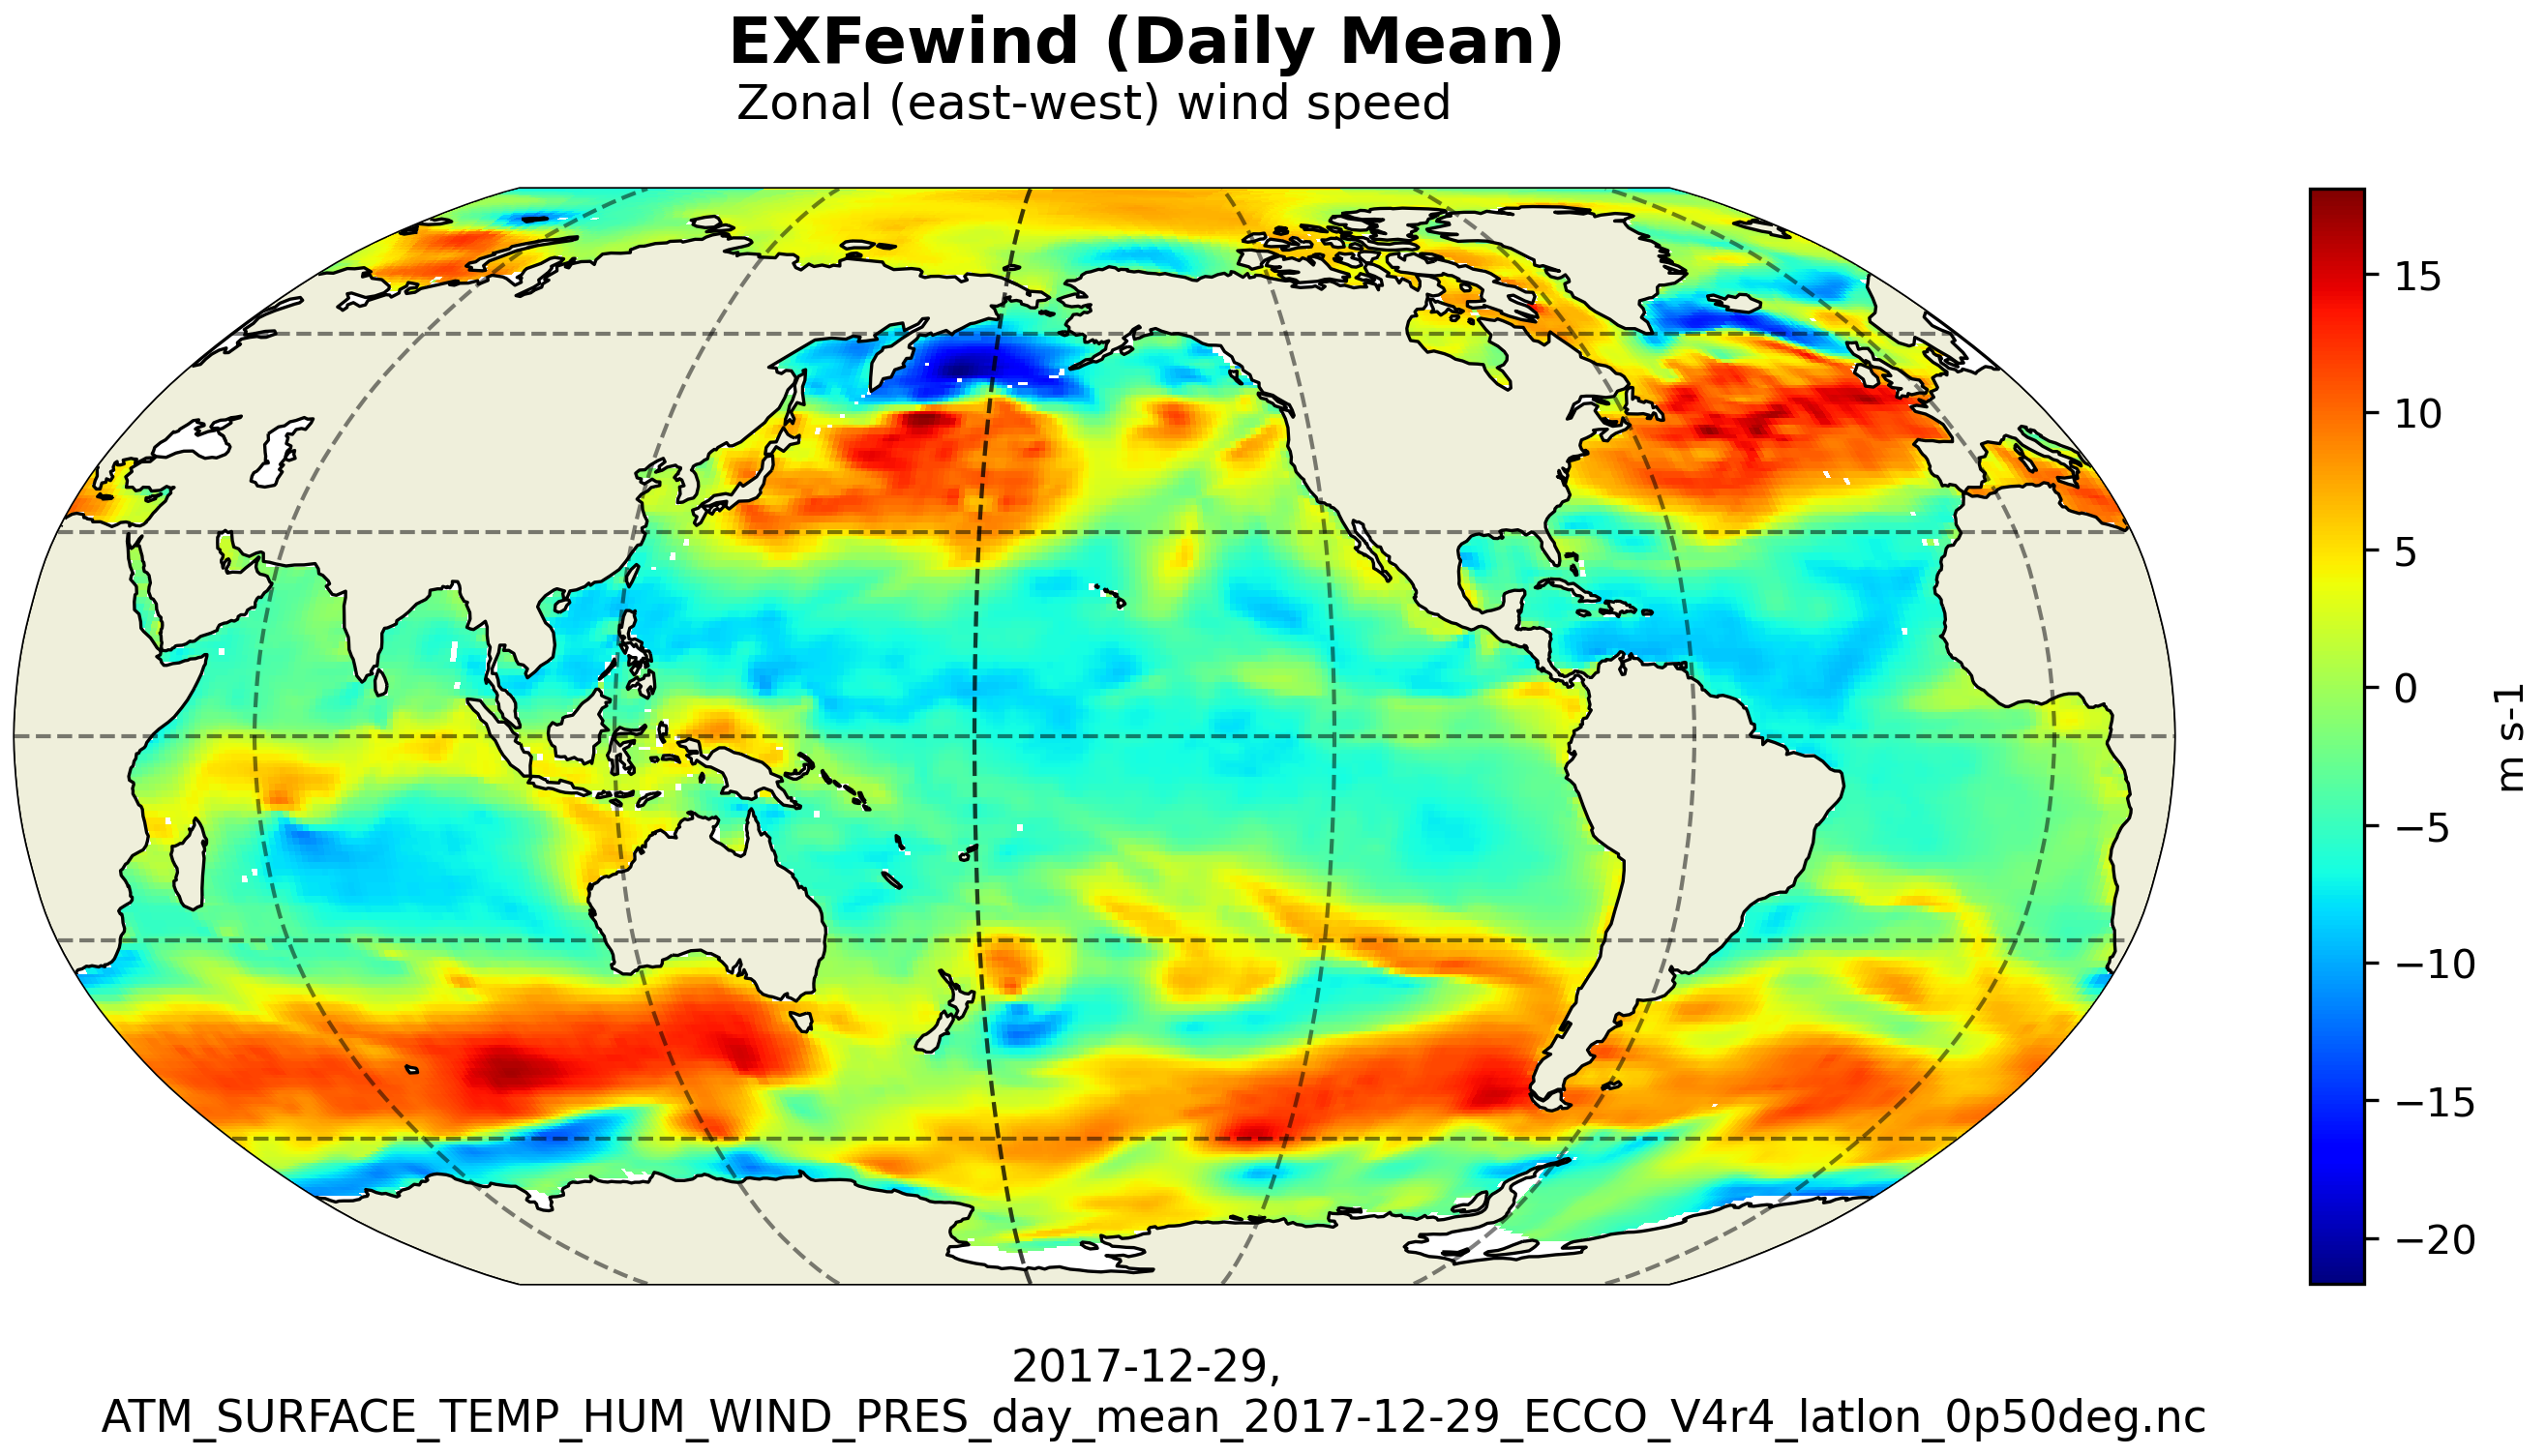 EXFewind (Daily Mean)
Zonal (east-west) wind speed
15
10
5
0
−5
−10
−15
−20
m s-1
2017-12-29,
ATM_SURFACE_TEMP_HUM_WIND_PRES_day_mean_2017-12-29_ECCO_V4r4_latlon_0p50deg.nc